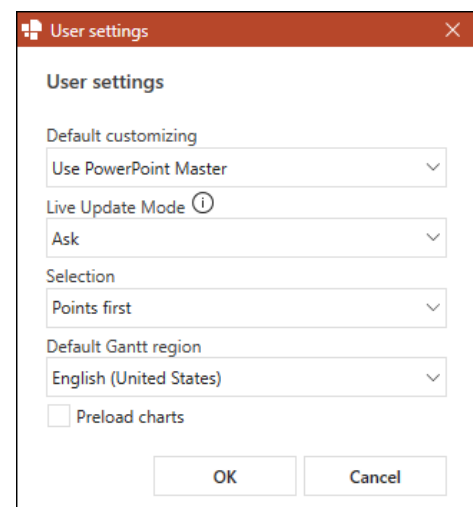 User settings
User settings
Default customizing
Use PowerPoint Master
Live Update Mode
Ask
Selection
Points first
Default Gantt region
English (United States)
Preload charts
OK Cancel